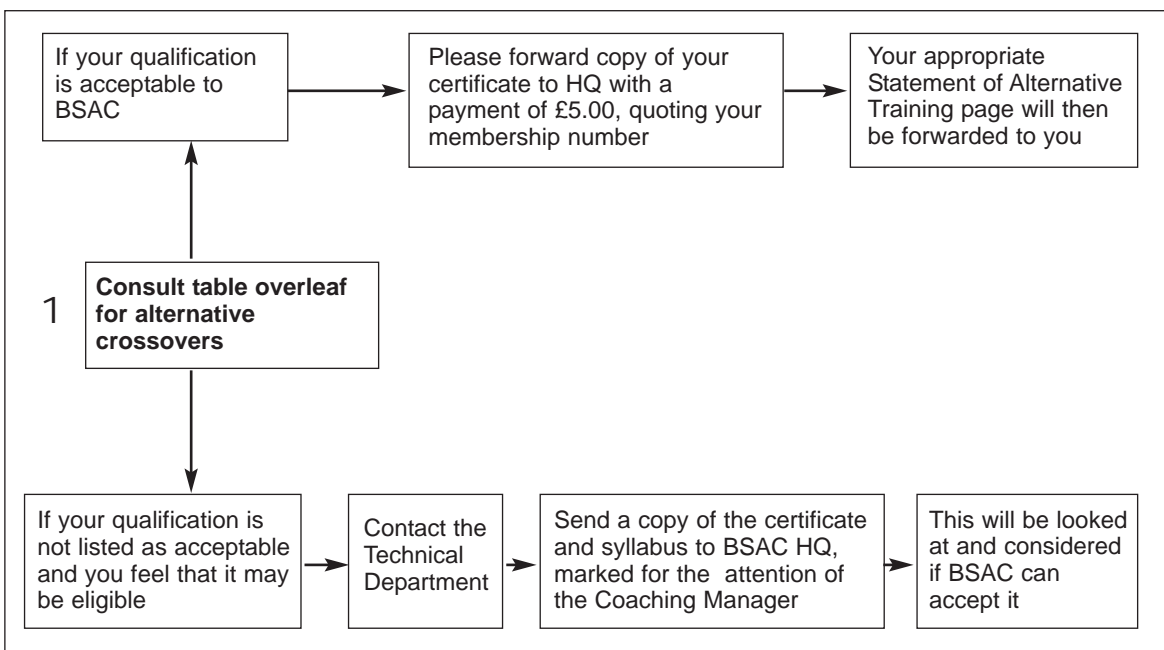 If your qualification
is acceptable to
BSAC
Please forward copy of your
certificate to HQ with a
payment of £5.00, quoting your
membership number
Your appropriate
Statement of Alternative
Training page will then
be forwarded to you
1
Consult table overleaf
for alternative
crossovers
If your qualification is
not listed as acceptable
and you feel that it may
be eligible
Contact the
Technical
Department
Send a copy of the certificate
and syllabus to BSAC HQ,
marked for the attention of
the Coaching Manager
This will be looked
at and considered
if BSAC can
accept it